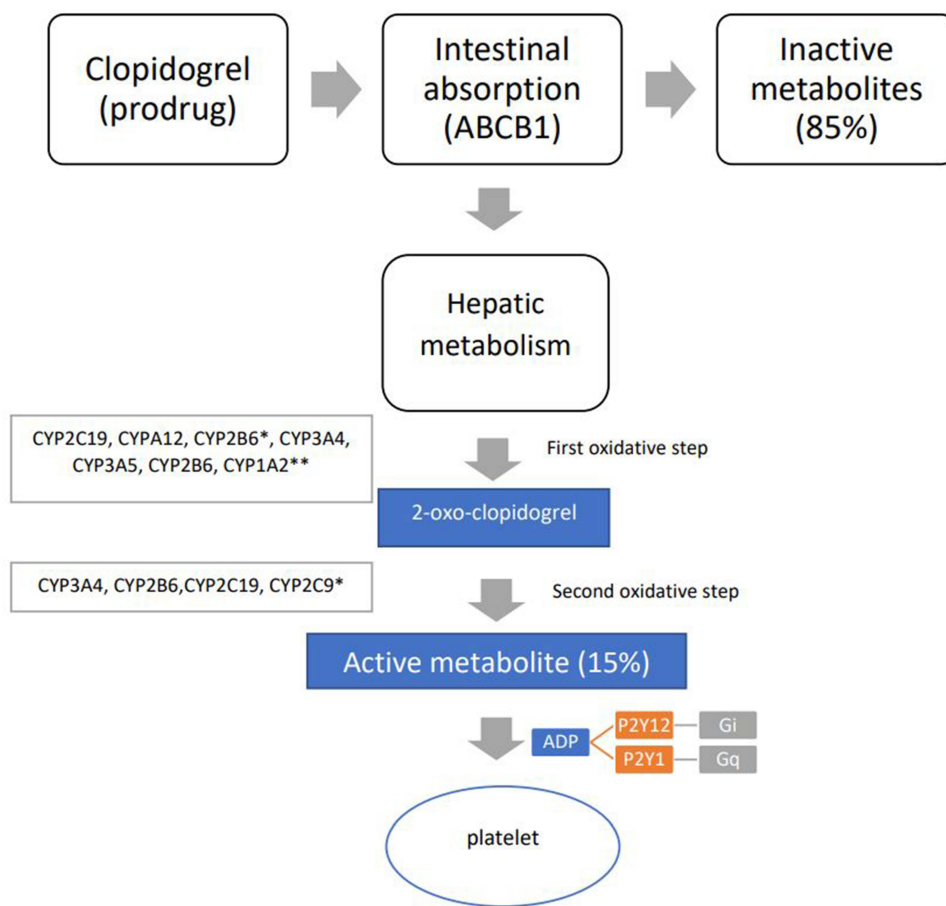 Clopidogrel
(prodrug)
Intestinal
absorption
(ABCB1)
Inactive
metabolites
(85%)
Hepatic
metabolism
CYP2C19, CYPA12, CYP2B6*, CYP3A4,
CYP3A5, CYP2B6, CYP1A2**
First oxidative step
2-oxo-clopidogrel
CYP3A4, CYP2B6,CYP2C19, CYP2C9*
Second oxidative step
Active metabolite (15%)
ADP
P2Y12
Gi
P2Y1
Gq
platelet